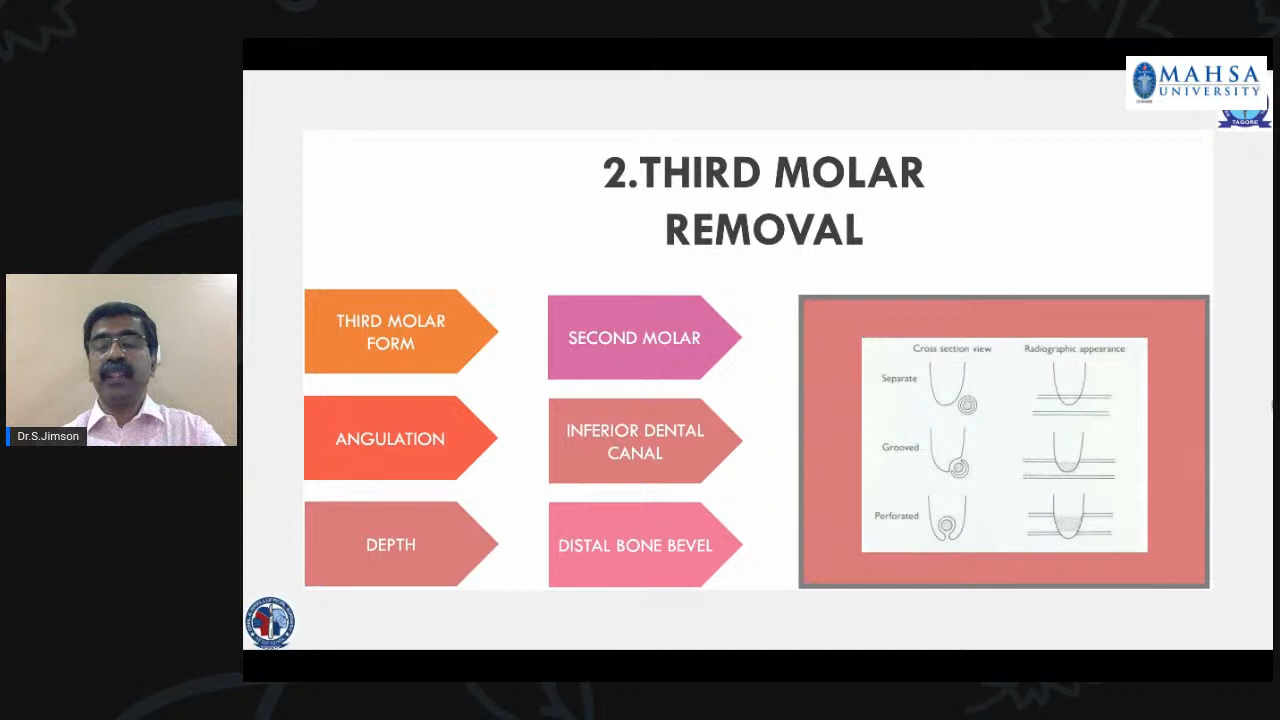 MAHSA
UNIVERSITY
TAGORE
2.THIRD MOLAR
REMOVAL
THIRD MOLAR
FORM
SECOND MOLAR
ANGULATION
INFERIOR DENTAL
CANAL
DEPTH
DISTAL BONE BEVEL
Cross section view
Radiographic appearance
Separate
Grooved
Perforated
Dr.S.Jimson